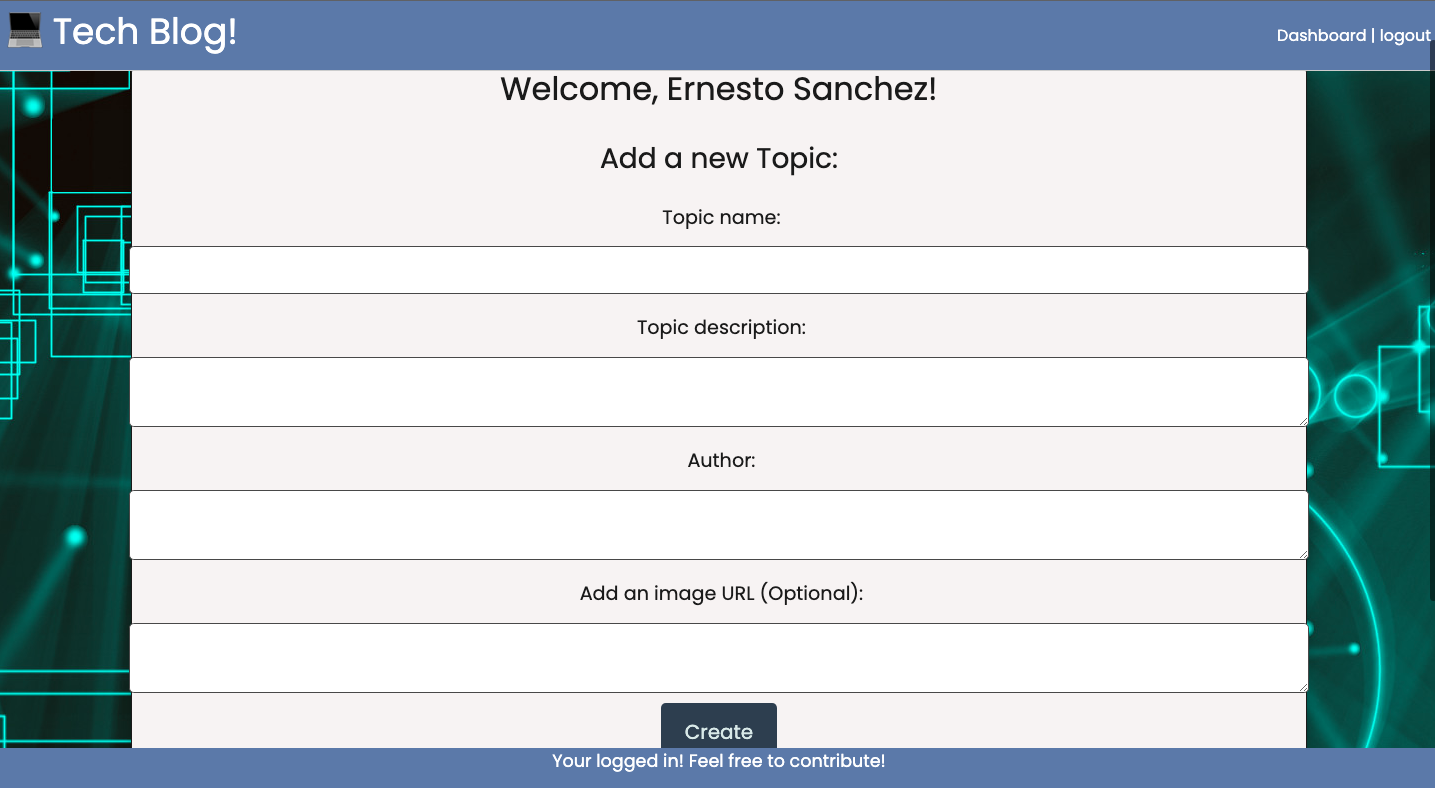 Tech Blog!
Dashboard | logout
Welcome, Ernesto Sanchez!
Add a new Topic:
Topic name:
Topic description:
Author:
Add an image URL (Optional):
Create
Your logged in! Feel free to contribute!